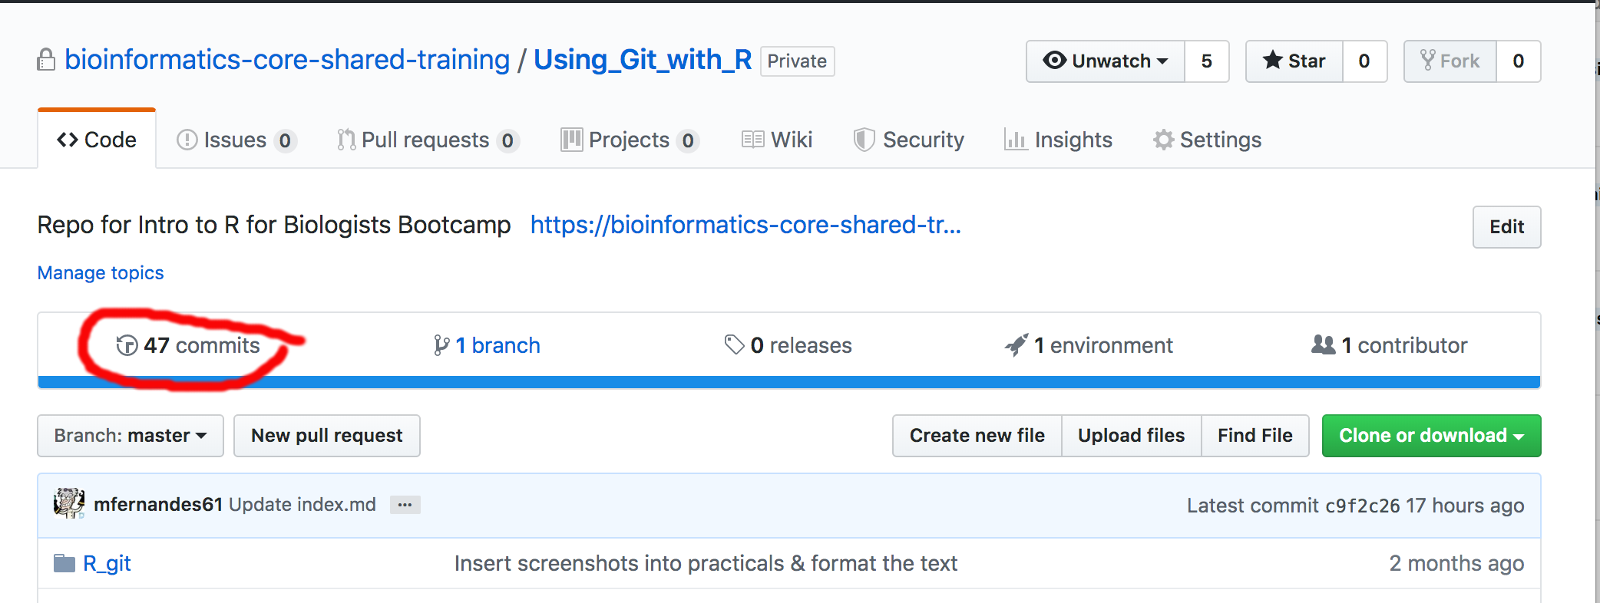 bioinformatics-core-shared-training / Using_Git_with_R Private Unwatch 5 Star 0 Fork 0
Code Issues 0 Pull requests 0 Projects 0 Wiki Security Insights Settings
Repo for Intro to R for Biologists Bootcamp https://bioinformatics-core-shared-tr... Edit
Manage topics
47 commits 1 branch 0 releases 1 environment 1 contributor
Branch: master New pull request Create new file Upload files Find File Clone or download
mfernandes61 Update index.md ... Latest commit c9f2c26 17 hours ago
R_git Insert screenshots into practicals & format the text 2 months ago